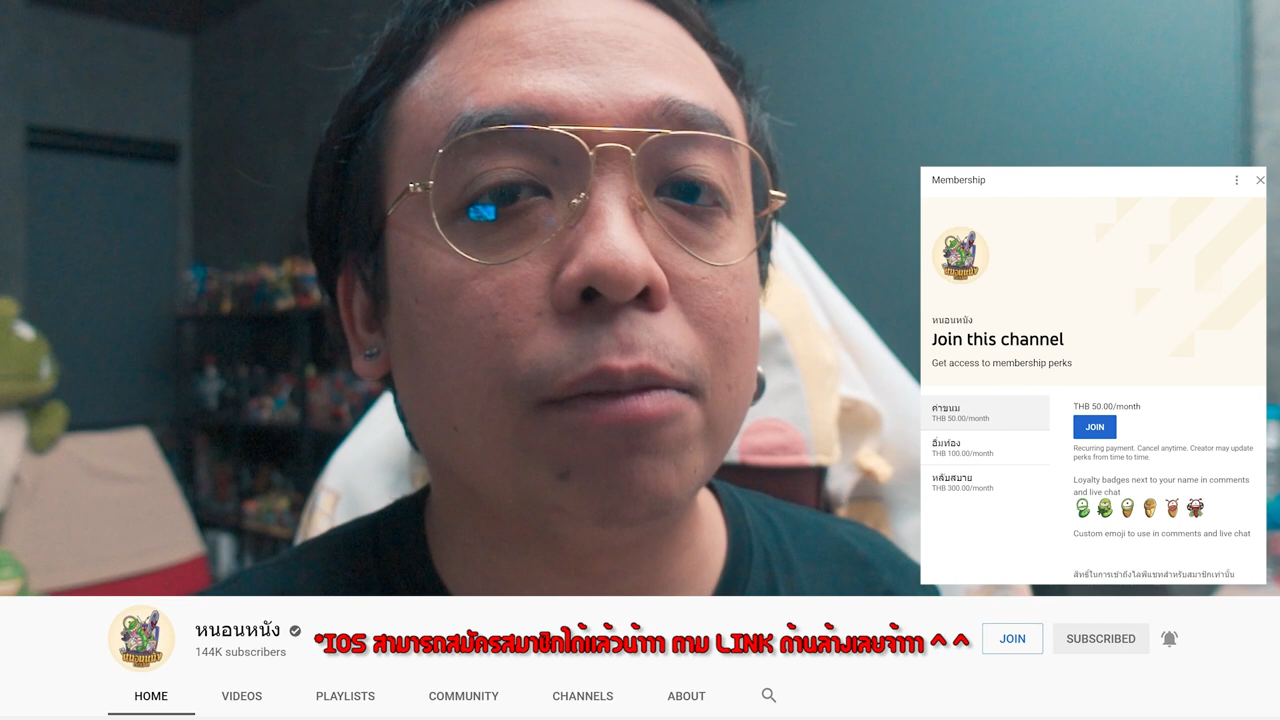 Membership
หนอนหนัง
Join this channel
Get access to membership perks
ค่าขนม
THB 50.00/month
อิ่มท้อง
THB 100.00/month
หลับสบาย
THB 300.00/month
THB 50.00/month
JOIN
Recurring payment. Cancel anytime. Creator may update
perks from time to time.
Loyalty badges next to your name in comments
and live chat
Custom emoji to use in comments and live chat
สิทธิ์ในการเข้าถึงไลฟ์แชทสำหรับสมาชิกเท่านั้น
หนอนหนัง
144K subscribers
*IOS สามารถสมัครสมาชิกได้แล้วน้าาา ตาม LINK ด้านล่างเลยจ้าาา ^ ^
JOIN
SUBSCRIBED
HOME VIDEOS PLAYLISTS COMMUNITY CHANNELS ABOUT